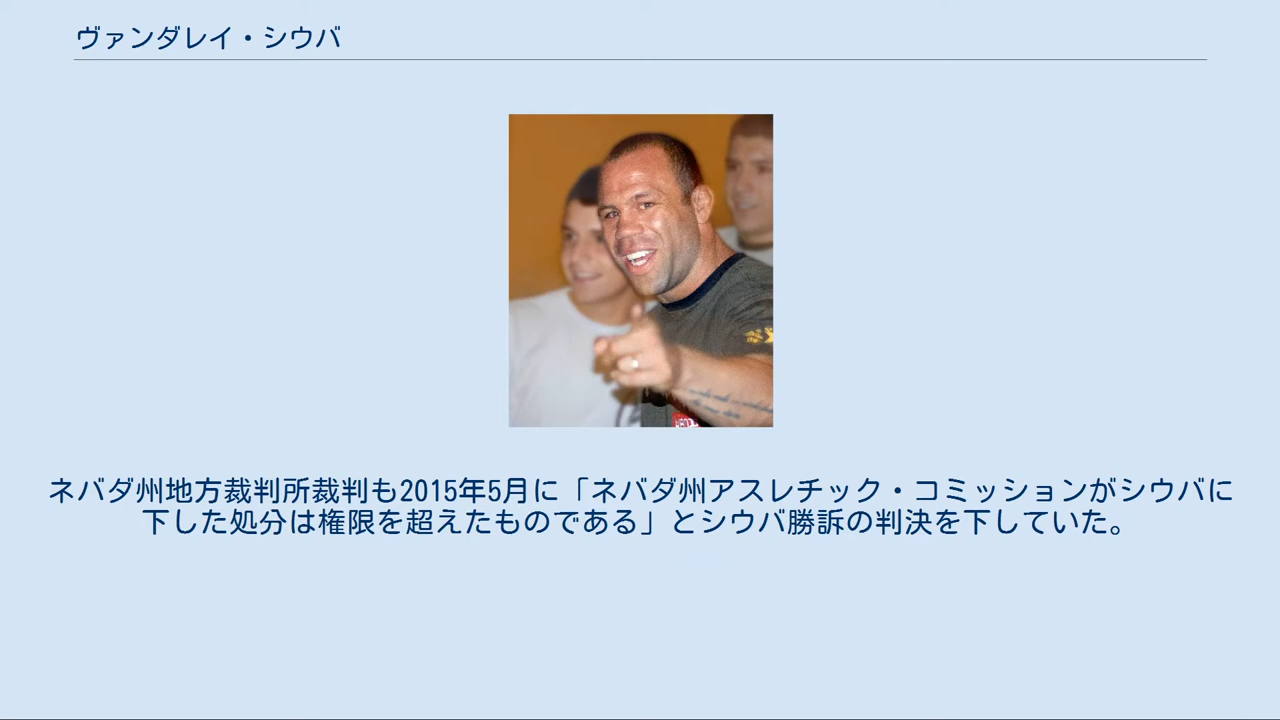 ヴァンダレイ・シウバ
ネバダ州地方裁判所裁判も2015年5月に「ネバダ州アスレチック・コミッションがシウバに
下した処分は権限を超えたものである」とシウバ勝訴の判決を下していた。